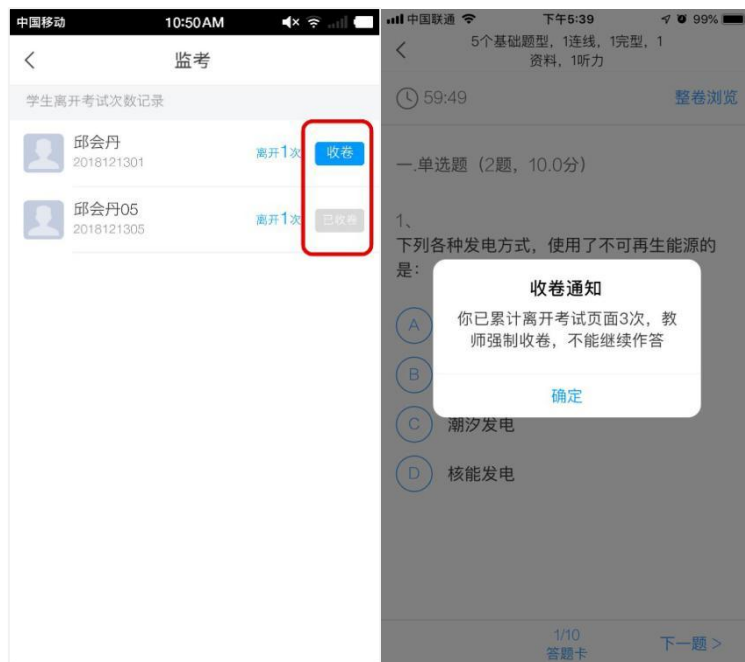 中国移动 10:50AM
监考
学生离开考试次数记录
邱会丹
2018121301
离开1次 收卷
邱会丹05
2018121305
离开1次 已收卷
中国联通 下午5:39 99%
5个基础题型，1连线，1完型，1
资料，1听力
59:49 整卷浏览
一.单选题（2题，10.0分）
1、
下列各种发电方式，使用了不可再生能源的
是：
收卷通知
你已累计离开考试页面3次，教
师强制收卷，不能继续作答
确定
A
B
C 潮汐发电
D 核能发电
1/10
答题卡
下一题 >